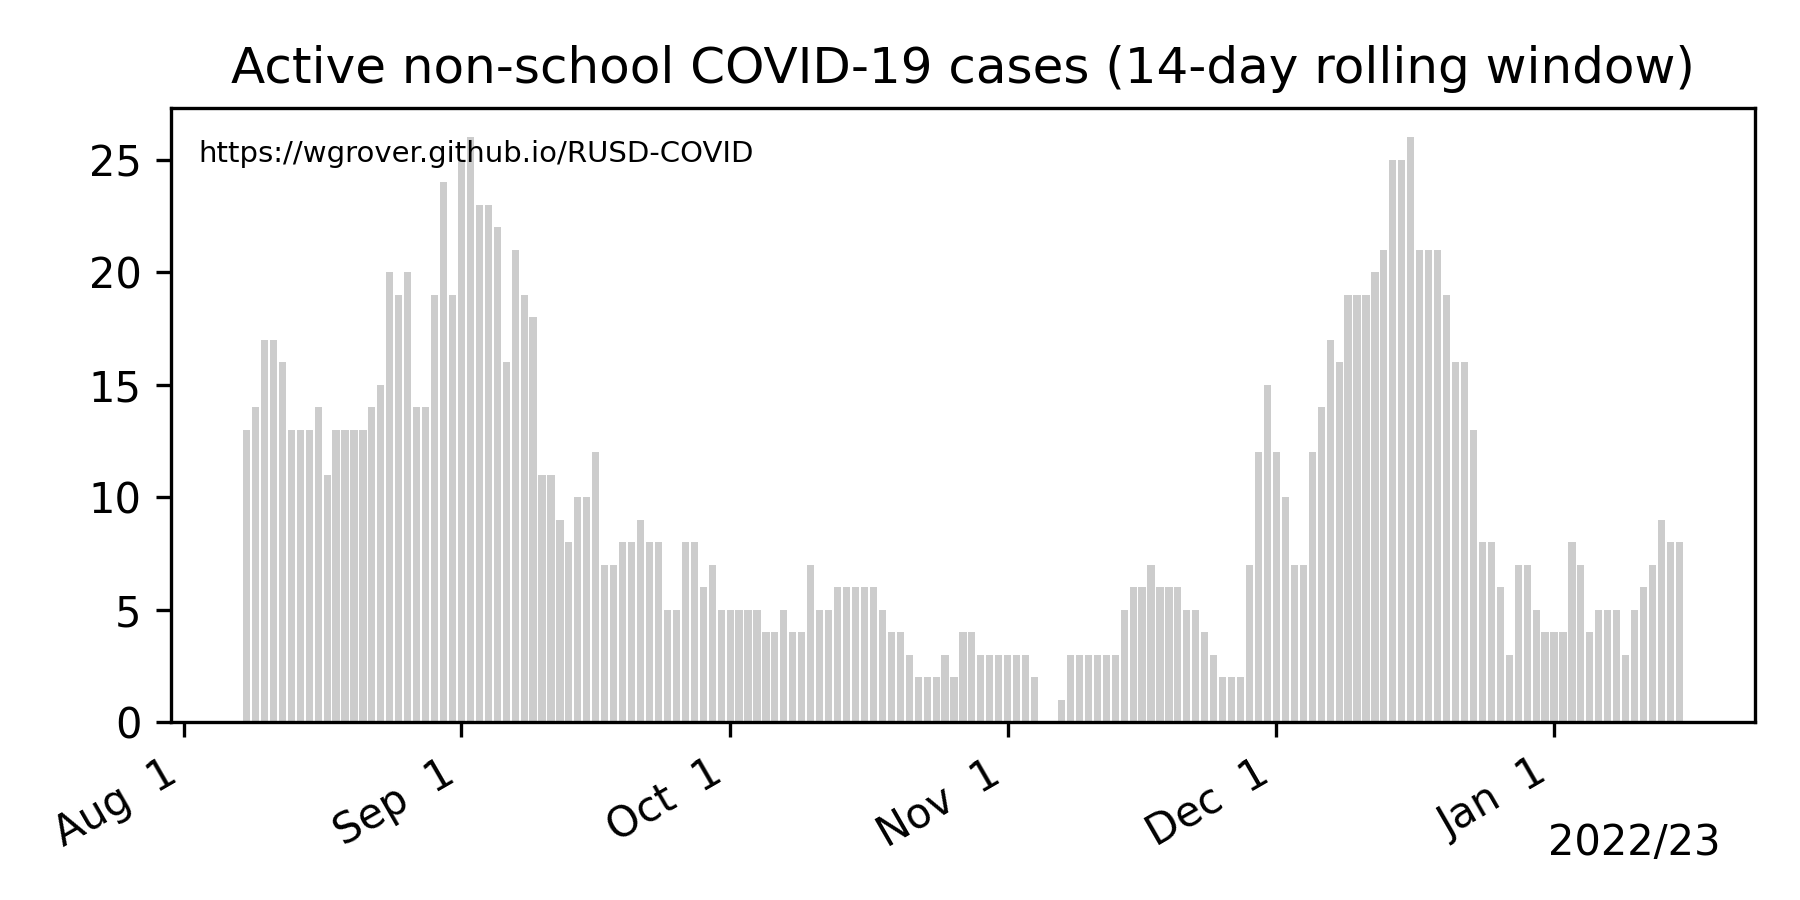 Active non-school COVID-19 cases (14-day rolling window)
https://wgrover.github.io/RUSD-COVID
25
20
15
10
5
0
Aug 1
Sep 1
Oct 1
Nov 1
Dec 1
Jan 1
2022/23